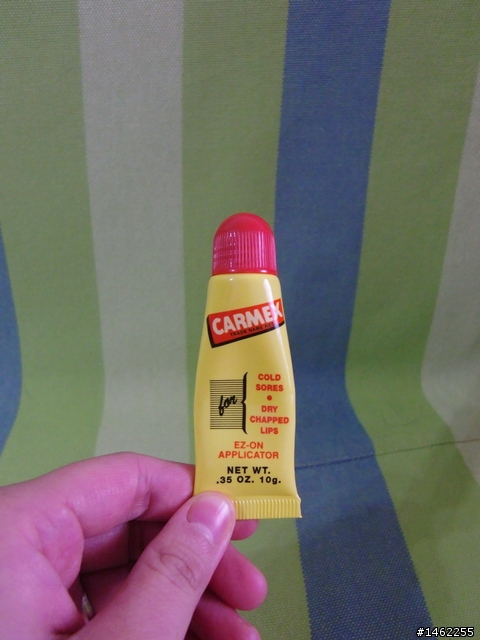 CARMEX
for
COLD
SORES
•
DRY
CHAPPED
LIPS
EZ-ON
APPLICATOR
NET WT.
.35 OZ. 10g.
#1462255